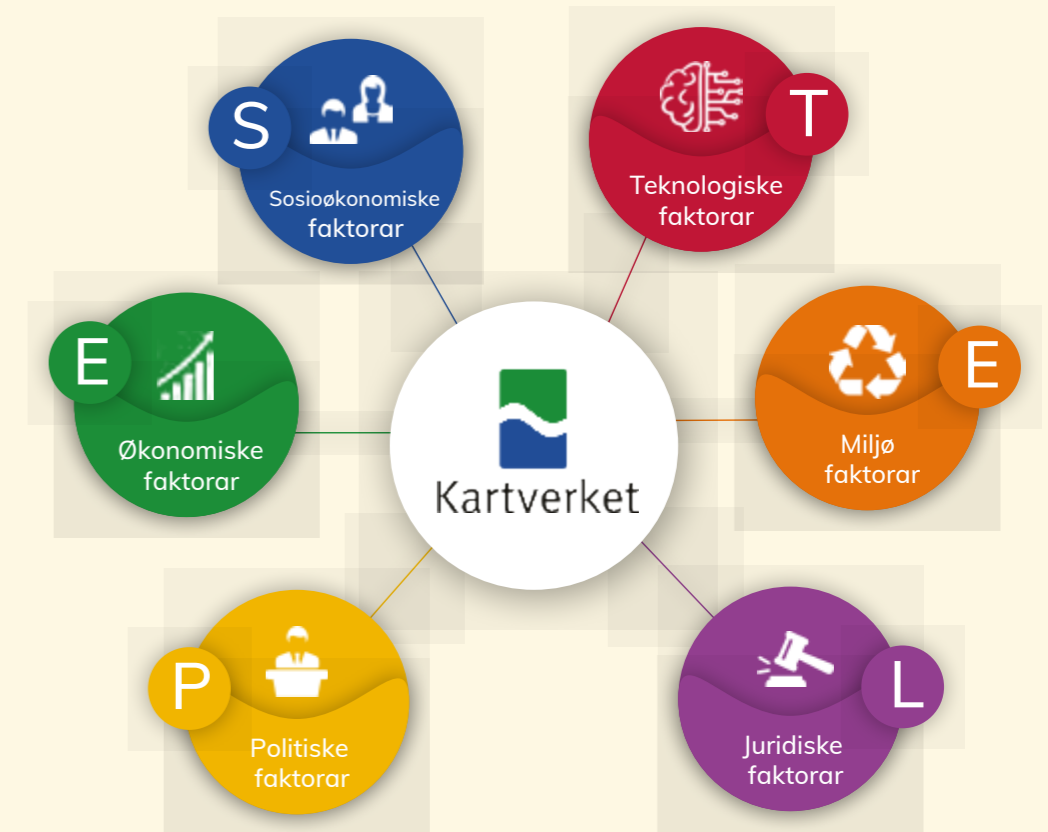 S
Sosioøkonomiske
faktorar
T
Teknologiske
faktorar
E
Økonomiske
faktorar
Kartverket
E
Miljø
faktorar
P
Politiske
faktorar
L
Juridiske
faktorar